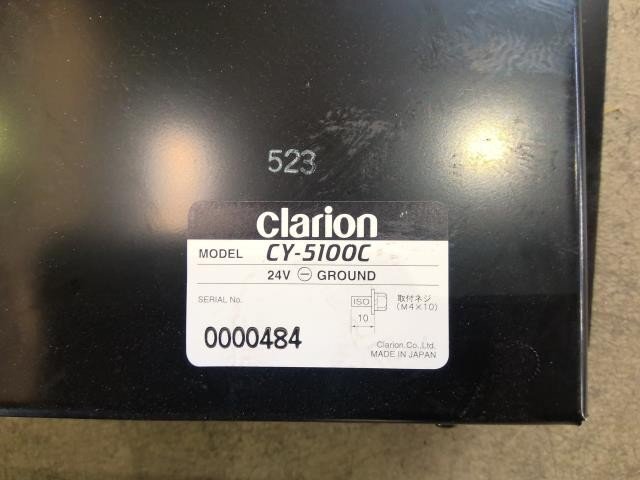 523
clarion
MODEL CY-5100C
24V ⊖ GROUND
SERIAL No.
ISO 取付ネジ
10 (M4×10)
0000484
Clarion.Co.,Ltd.
MADE IN JAPAN